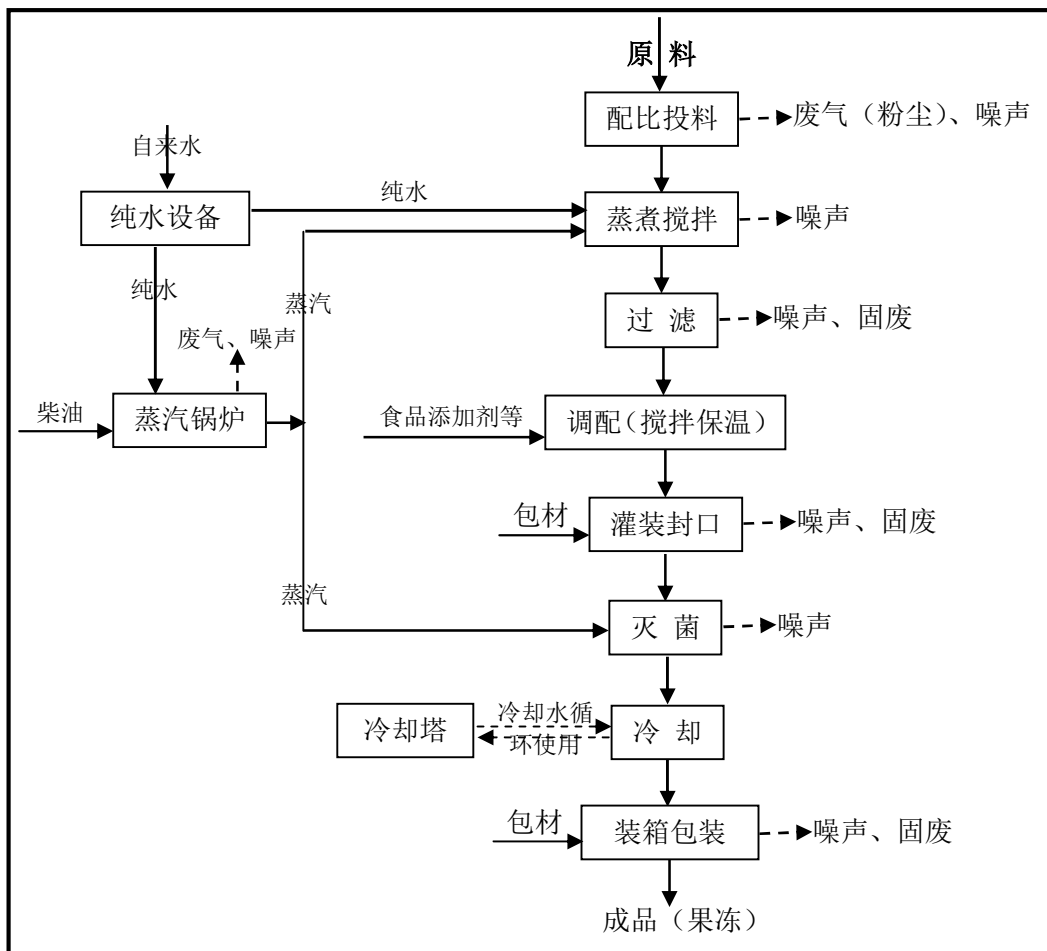 原 料
配比投料
废气（粉尘）、噪声
自来水
纯水设备
纯水
蒸煮搅拌
噪声
纯水
蒸汽
过 滤
噪声、固废
废气、噪声
柴油
蒸汽锅炉
食品添加剂等
调配（搅拌保温）
包材
灌装封口
噪声、固废
蒸汽
灭 菌
噪声
冷却塔
冷却水循
环使用
冷 却
包材
装箱包装
噪声、固废
成品（果冻）